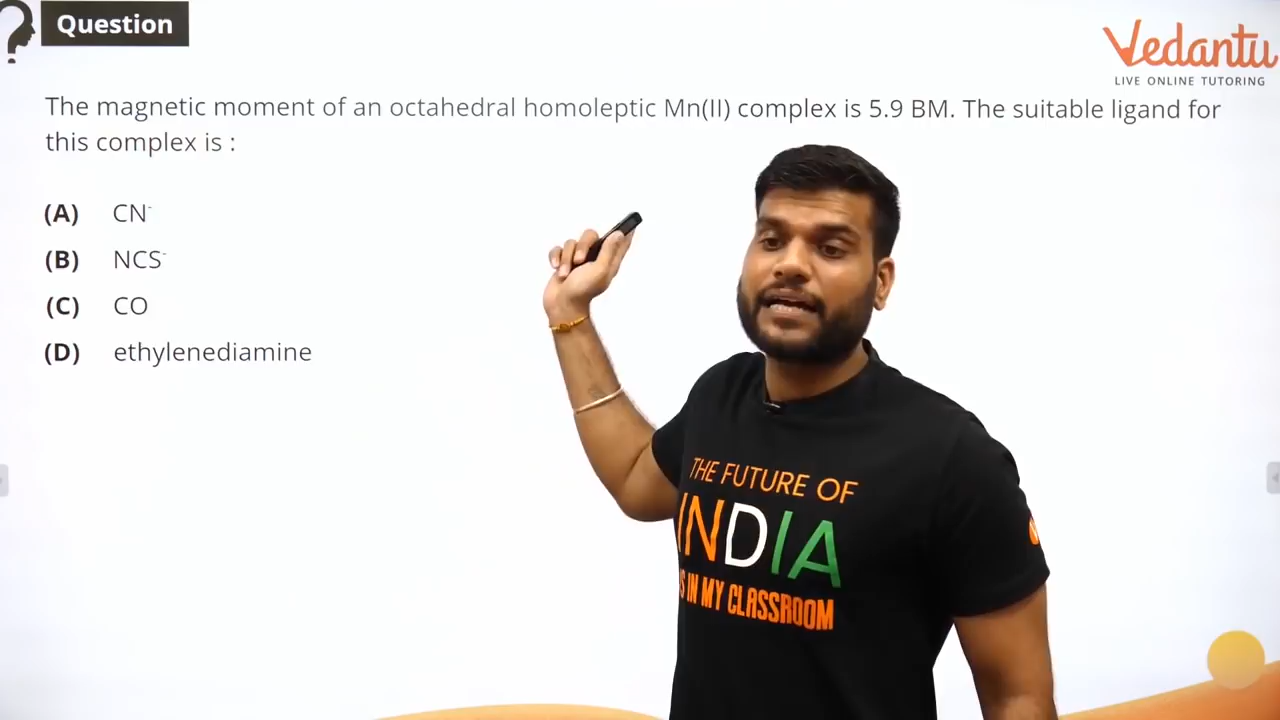 Question
Vedantu
LIVE ONLINE TUTORING
The magnetic moment of an octahedral homoleptic Mn(II) complex is 5.9 BM. The suitable ligand for
this complex is :
(A) CN⁻
(B) NCS⁻
(C) CO
(D) ethylenediamine
THE FUTURE OF
INDIA
IS IN MY CLASSROOM